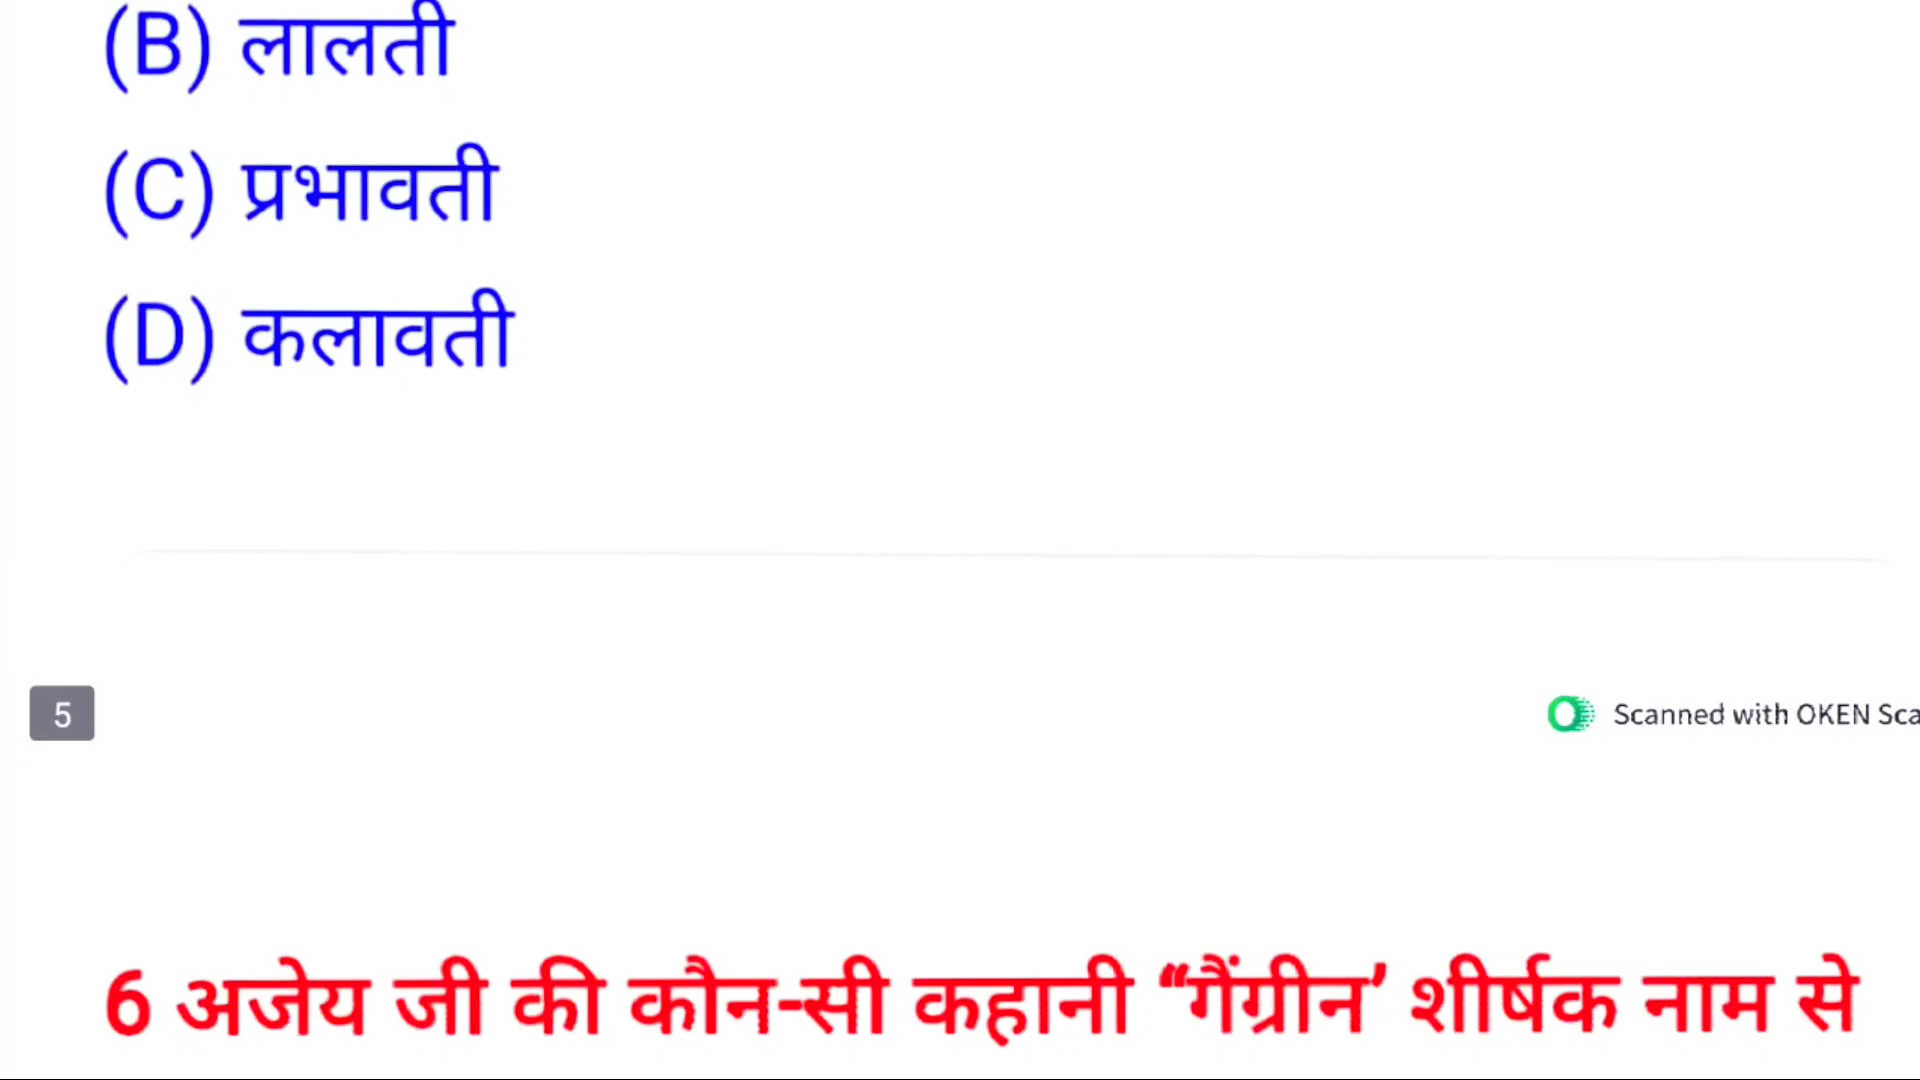 (B) लालती
(C) प्रभावती
(D) कलावती
5
Scanned with OKEN Sca
6 अजेय जी की कौन-सी कहानी “गैंग्रीन’ शीर्षक नाम से